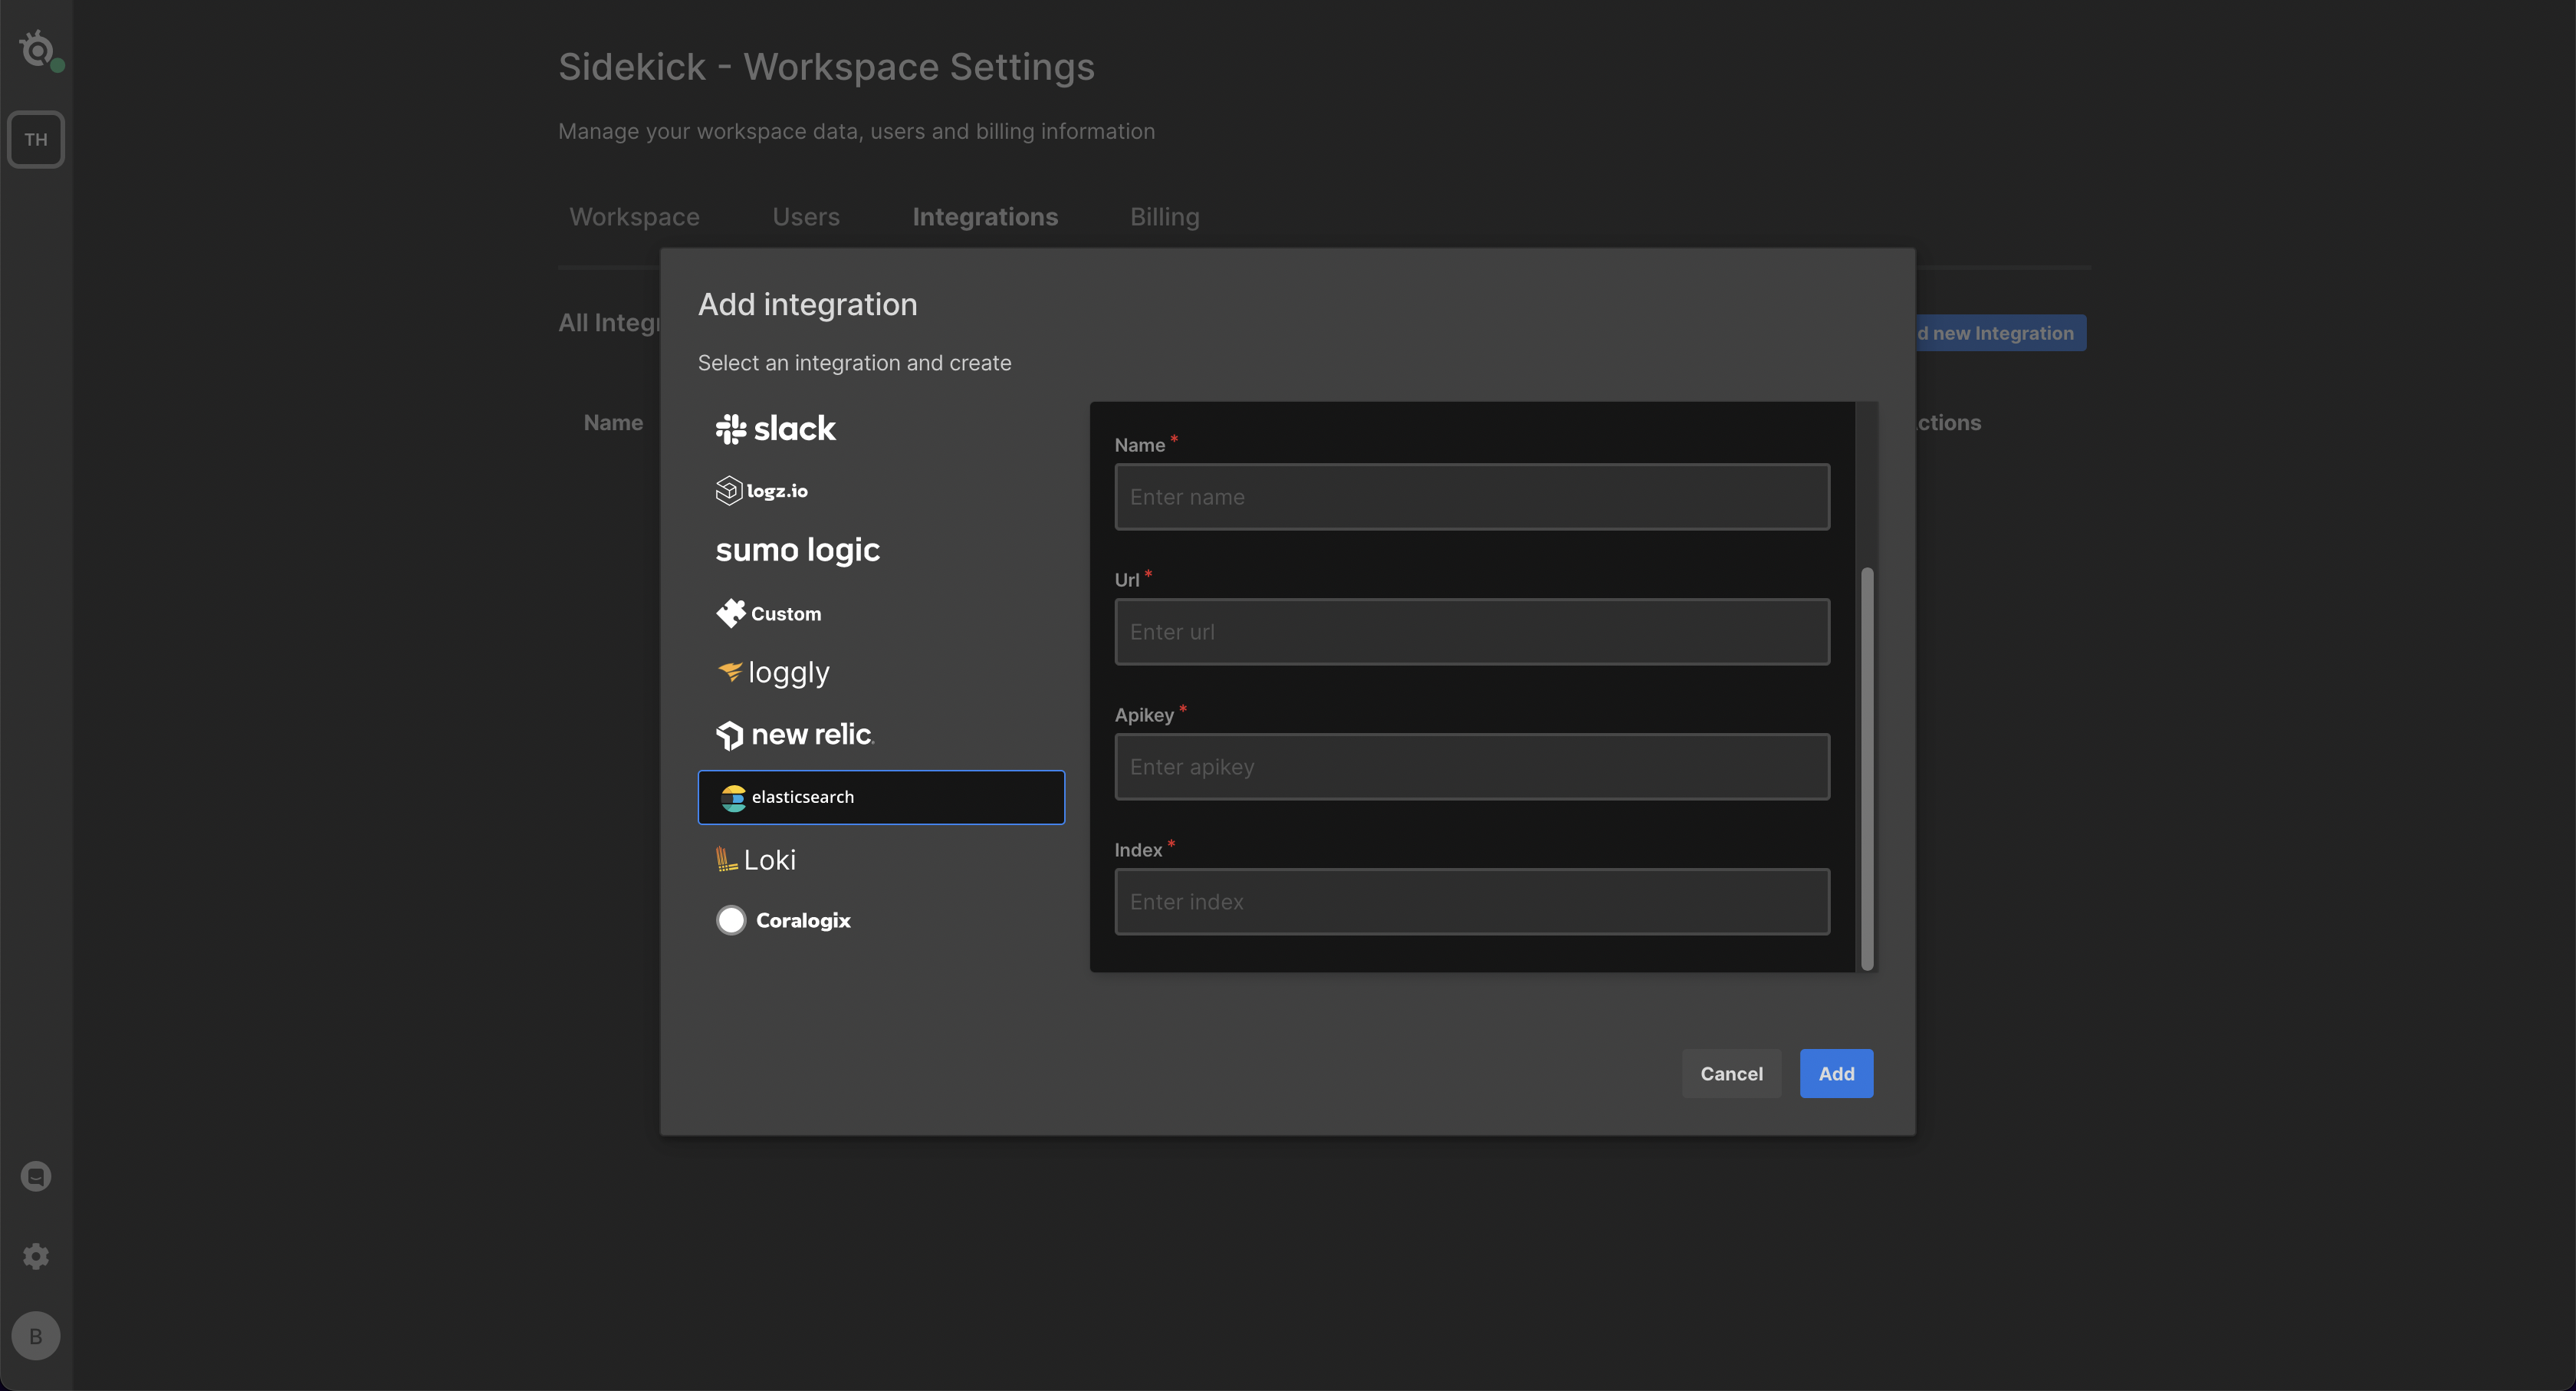 TH
Sidekick - Workspace Settings
Manage your workspace data, users and billing information
Workspace Users Integrations Billing
All Integr
d new Integration
Name
ctions
Add integration
Select an integration and create
slack
logz.io
sumo logic
Custom
loggly
new relic.
elasticsearch
Loki
Coralogix
Name *
Enter name
Url *
Enter url
Apikey *
Enter apikey
Index *
Enter index
Cancel Add
B